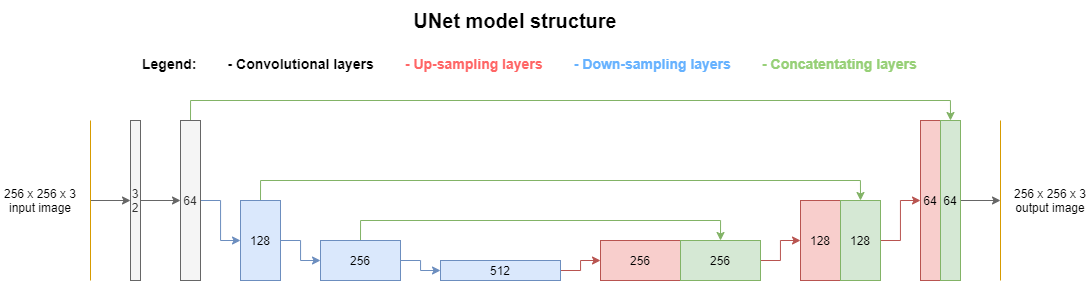 UNet model structure
Legend: - Convolutional layers - Up-sampling layers - Down-sampling layers - Concatentating layers
256 x 256 x 3
input image
3
2
64
128
256
512
256 256
128 128
64 64
256 x 256 x 3
output image